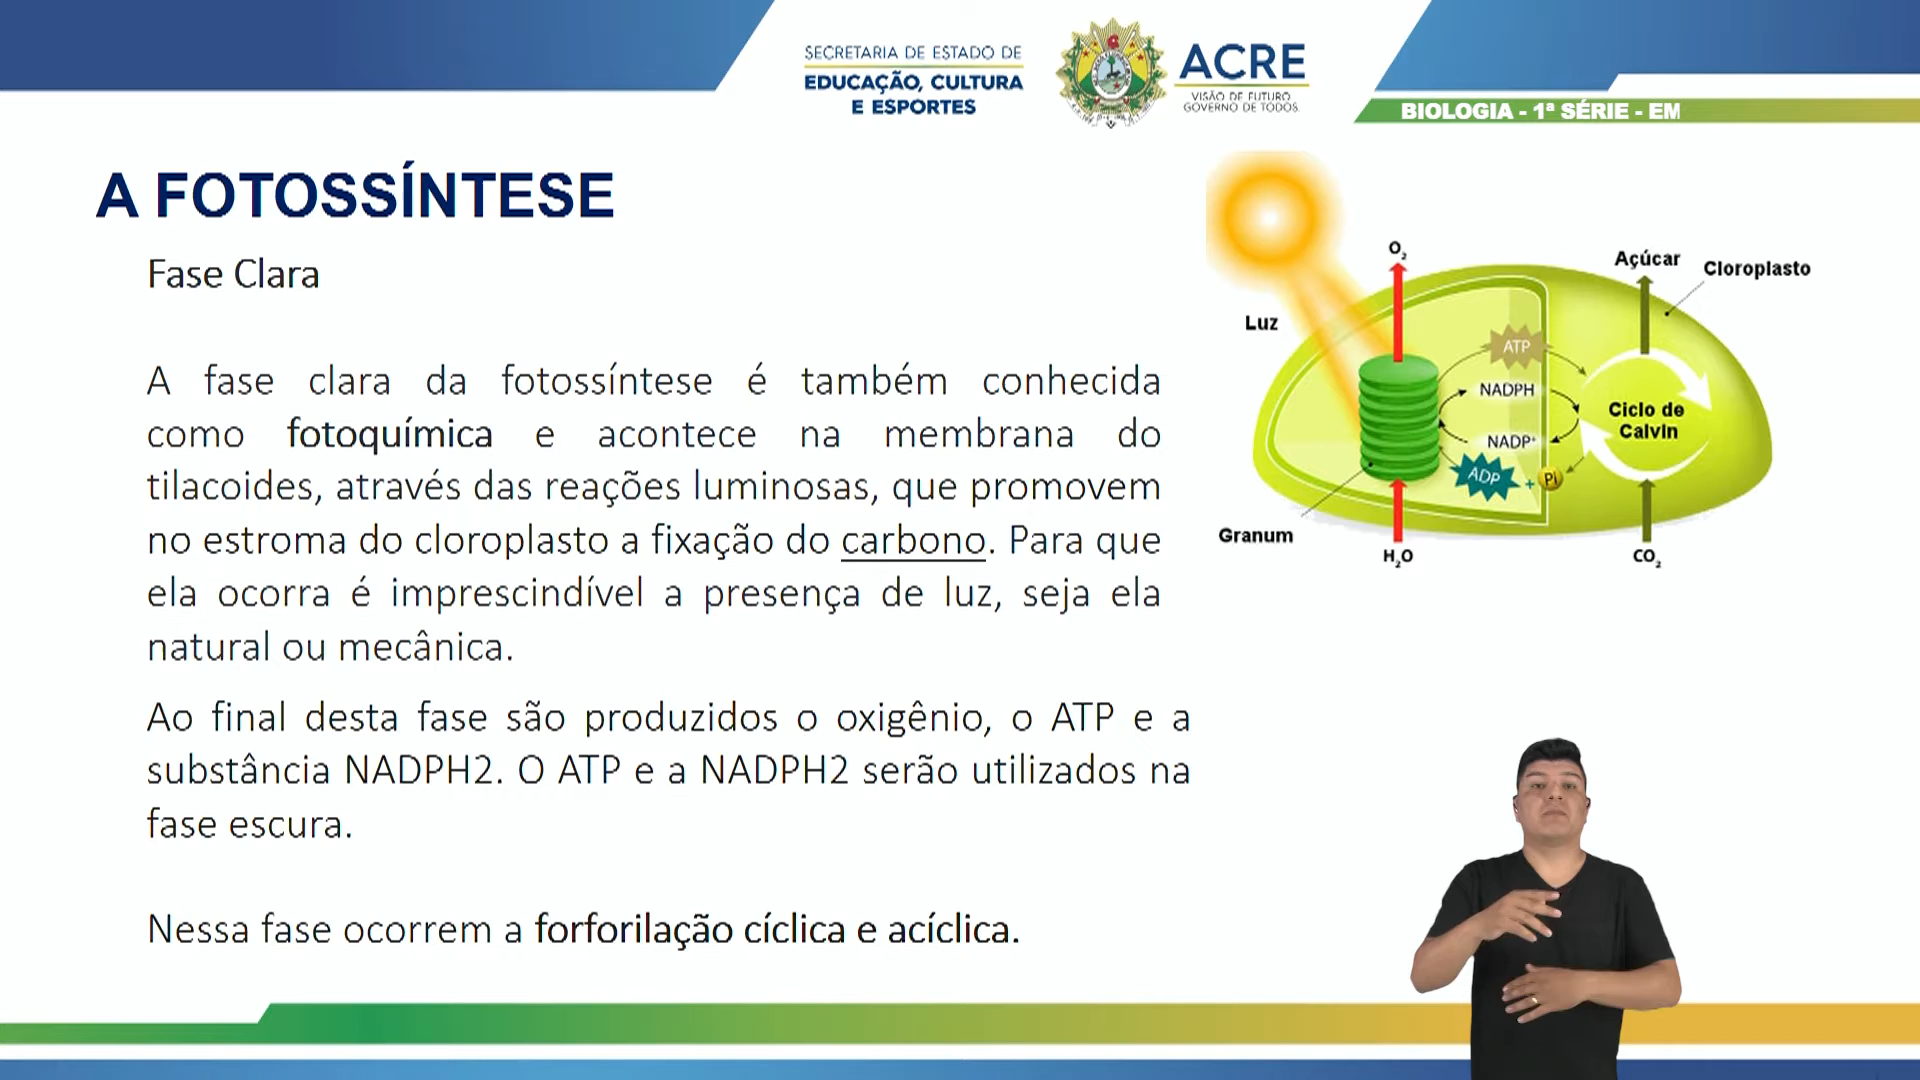 SECRETARIA DE ESTADO DE
EDUCAÇÃO, CULTURA
E ESPORTES
ACRE
VISÃO DE FUTURO
GOVERNO DE TODOS
BIOLOGIA - 1ª SÉRIE - EM
A FOTOSSÍNTESE
Fase Clara
A fase clara da fotossíntese é também conhecida
como fotoquímica e acontece na membrana do
tilacoides, através das reações luminosas, que promovem
no estroma do cloroplasto a fixação do carbono. Para que
ela ocorra é imprescindível a presença de luz, seja ela
natural ou mecânica.
Ao final desta fase são produzidos o oxigênio, o ATP e a
substância NADPH2. O ATP e a NADPH2 serão utilizados na
fase escura.
Nessa fase ocorrem a forforilação cíclica e acíclica.
O₂
Açúcar
Cloroplasto
Luz
ATP
NADPH
Ciclo de
Calvin
NADP⁺
ADP + Pi
Granum
H₂O
CO₂